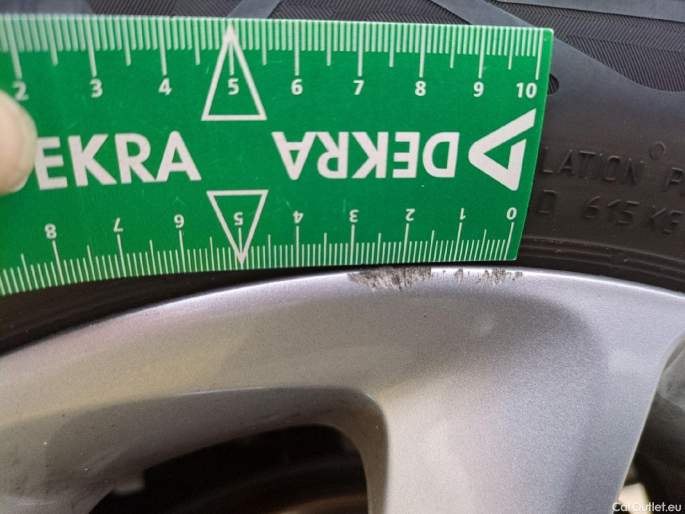 2 3 4 5 6 7 8 9 10
DEKRA DEKRA
8 7 6 5 4 3 2 1 0
LATION
615
CarOutlet.eu